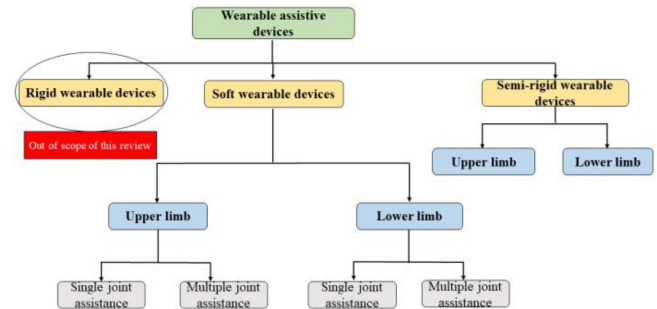 Wearable assistive
devices
Rigid wearable devices
Soft wearable devices
Semi-rigid wearable
devices
Out of scope of this review
Upper limb
Lower limb
Upper limb
Lower limb
Single joint
assistance
Multiple joint
assistance
Single joint
assistance
Multiple joint
assistance